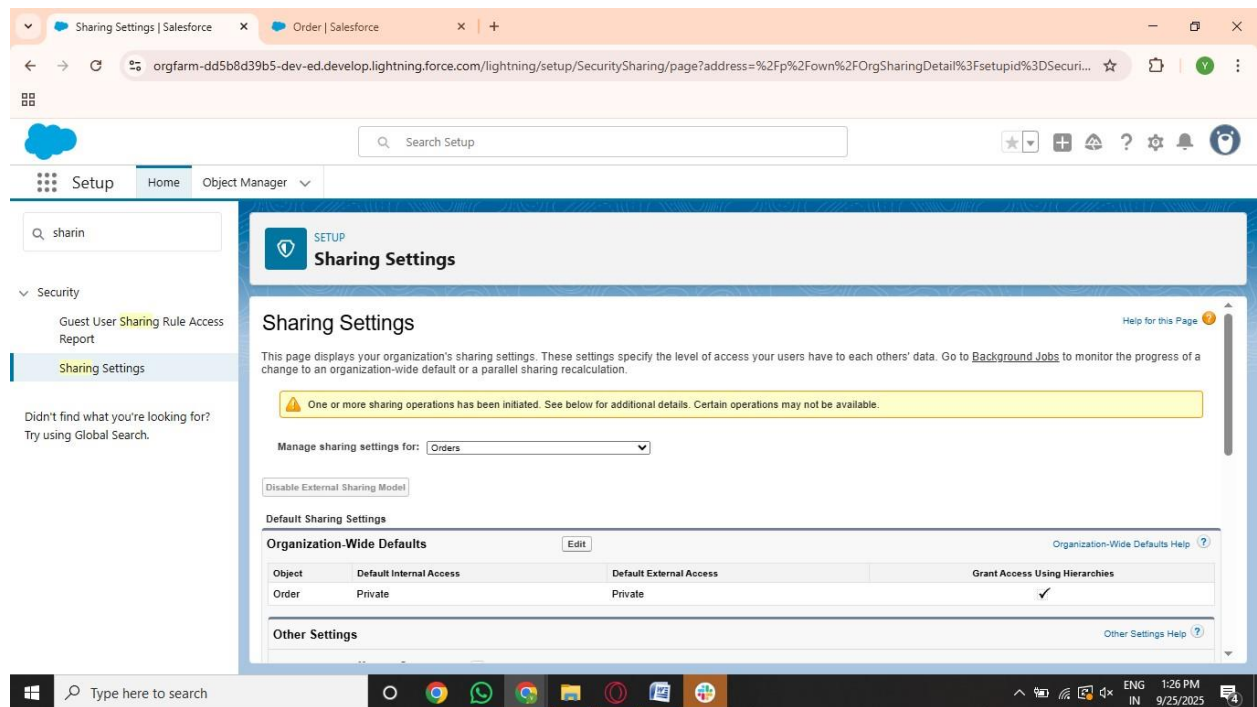 Sharing Settings | Salesforce
Order | Salesforce
orgfarm-dd5b8d39b5-dev-ed.develop.lightning.force.com/lightning/setup/SecuritySharing/page?address=%2Fp%2Fown%2FOrgSharingDetail%3Fsetupid%3DSecuri...
Y
Search Setup
Setup Home Object Manager
sharin
SETUP
Sharing Settings
Security
Guest User Sharing Rule Access
Report
Sharing Settings
Didn't find what you're looking for?
Try using Global Search.
Sharing Settings
Help for this Page
This page displays your organization's sharing settings. These settings specify the level of access your users have to each others' data. Go to Background Jobs to monitor the progress of a
change to an organization-wide default or a parallel sharing recalculation.
One or more sharing operations has been initiated. See below for additional details. Certain operations may not be available.
Manage sharing settings for: Orders
Disable External Sharing Model
Default Sharing Settings
Organization-Wide Defaults Edit Organization-Wide Defaults Help ?
Object Default Internal Access Default External Access Grant Access Using Hierarchies
Order Private Private ✓
Other Settings Other Settings Help ?
Type here to search
ENG 1:26 PM
IN 9/25/2025
4